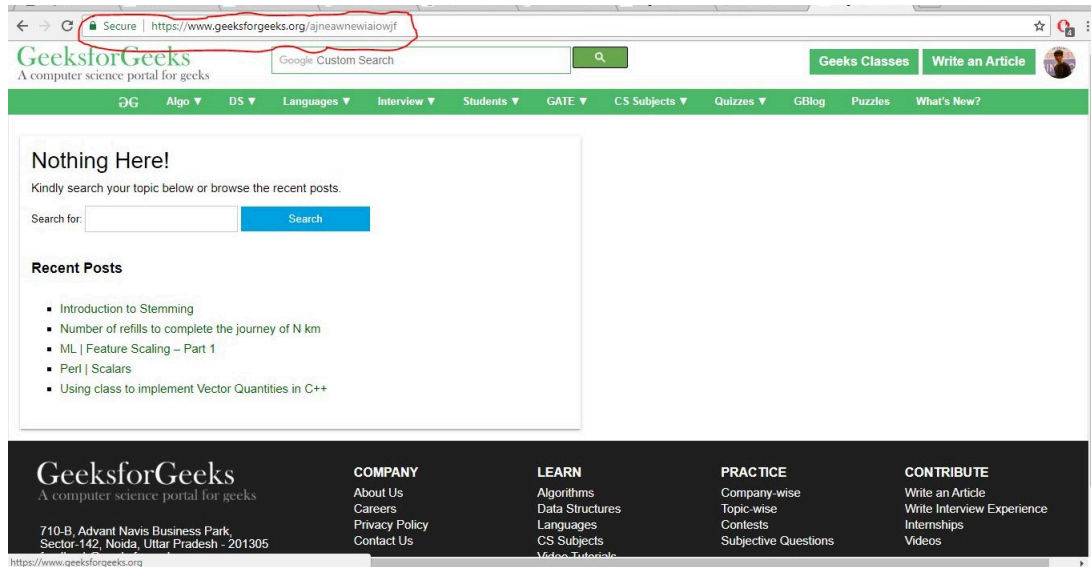 Secure | https://www.geeksforgeeks.org/ajneawnewiaiowjf
4
GeeksforGeeks
A computer science portal for geeks
Google Custom Search
Geeks Classes
Write an Article
GG Algo ▼ DS ▼ Languages ▼ Interview ▼ Students ▼ GATE ▼ CS Subjects ▼ Quizzes ▼ GBlog Puzzles What's New?
Nothing Here!
Kindly search your topic below or browse the recent posts.
Search for: Search
Recent Posts
Introduction to Stemming
Number of refills to complete the journey of N km
ML | Feature Scaling – Part 1
Perl | Scalars
Using class to implement Vector Quantities in C++
GeeksforGeeks
A computer science portal for geeks
710-B, Advant Navis Business Park,
Sector-142, Noida, Uttar Pradesh - 201305
COMPANY
About Us
Careers
Privacy Policy
Contact Us
LEARN
Algorithms
Data Structures
Languages
CS Subjects
Video Tutorials
PRACTICE
Company-wise
Topic-wise
Contests
Subjective Questions
CONTRIBUTE
Write an Article
Write Interview Experience
Internships
Videos
https://www.geeksforgeeks.org